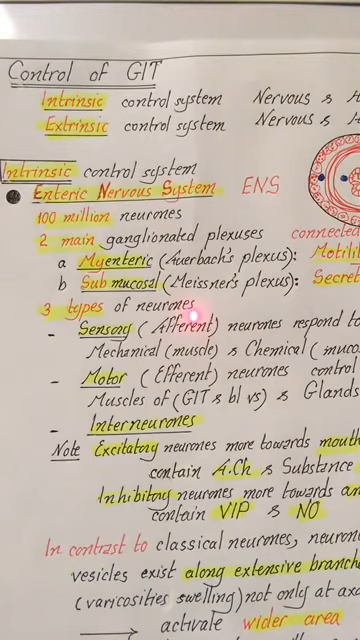 Control of GIT
Intrinsic control system Nervous &
Extrinsic control system Nervous &
Intrinsic control system
Enteric Nervous System ENS
100 million neurones
2 main ganglionated plexuses connected
a Myenteric (Auerbach's plexus): Motili
b Submucosal (Meissner's plexus): Secret
3 types of neurones
- Sensory (Afferent) neurones respond to
Mechanical (muscle) & Chemical (muco
- Motor (Efferent) neurones control
Muscles of (GIT & bl vs) & Glands
- Interneurones
Note Excitatory neurones more towards mouth
contain A.Ch & Substance
Inhibitory neurones more towards an
contain VIP & NO
In contrast to classical neurones, neuron
vesicles exist along extensive branche
(varicosities swelling) not only at ax
→ activate wider area